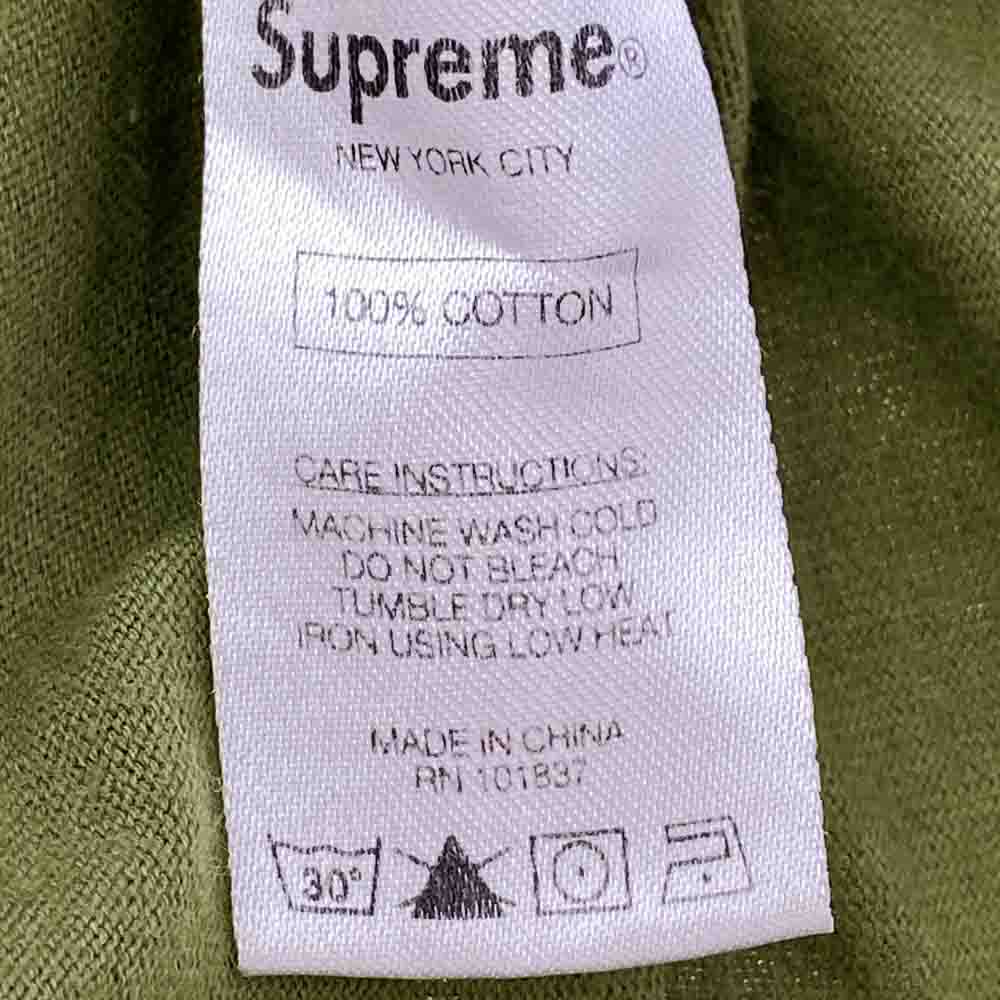 Supreme®
NEW YORK CITY
100% COTTON
CARE INSTRUCTIONS:
MACHINE WASH COLD
DO NOT BLEACH
TUMBLE DRY LOW
IRON USING LOW HEAT
MADE IN CHINA
RN 101837
30°